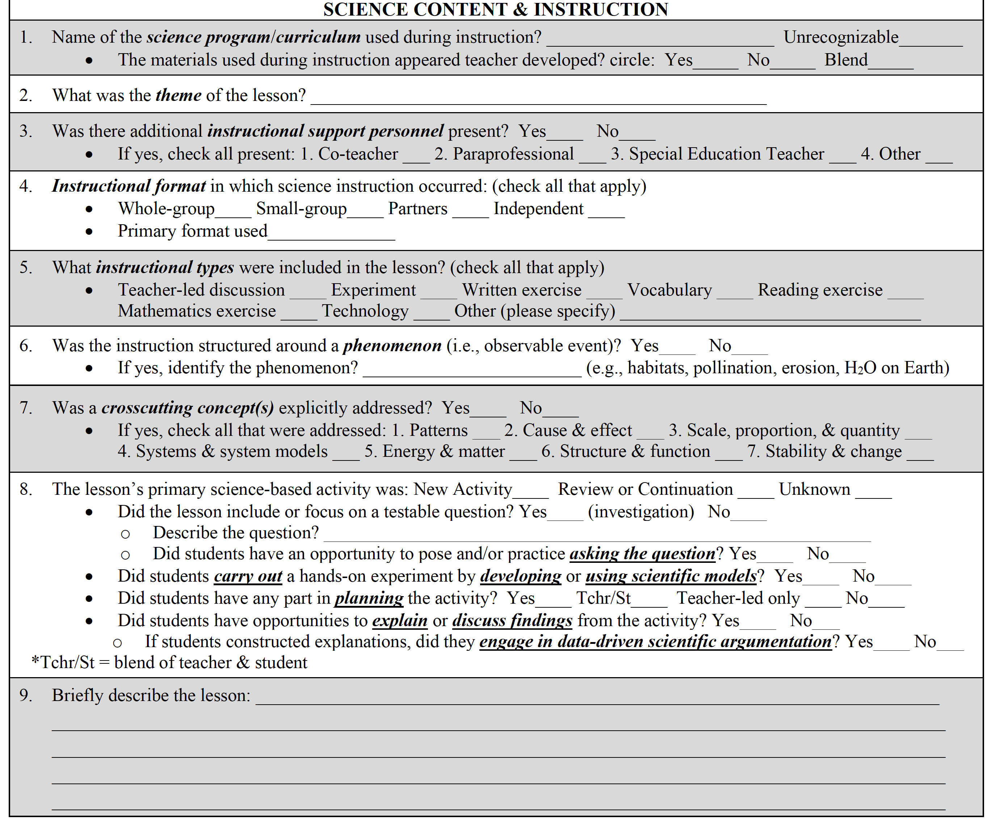 SCIENCE CONTENT & INSTRUCTION
1. Name of the science program/curriculum used during instruction? _________________________ Unrecognizable_______
• The materials used during instruction appeared teacher developed? circle: Yes_____ No_____ Blend_____
2. What was the theme of the lesson? __________________________________________________
3. Was there additional instructional support personnel present? Yes____ No____
• If yes, check all present: 1. Co-teacher ___ 2. Paraprofessional ___ 3. Special Education Teacher ___ 4. Other ___
4. Instructional format in which science instruction occurred: (check all that apply)
• Whole-group____ Small-group____ Partners ____ Independent ____
• Primary format used______________
5. What instructional types were included in the lesson? (check all that apply)
• Teacher-led discussion ____ Experiment ____ Written exercise ____ Vocabulary ____ Reading exercise ____
Mathematics exercise ____ Technology ____ Other (please specify) _________________________________
6. Was the instruction structured around a phenomenon (i.e., observable event)? Yes____ No____
• If yes, identify the phenomenon? ________________________ (e.g., habitats, pollination, erosion, H₂O on Earth)
7. Was a crosscutting concept(s) explicitly addressed? Yes____ No____
• If yes, check all that were addressed: 1. Patterns ___ 2. Cause & effect ___ 3. Scale, proportion, & quantity ___
4. Systems & system models ___ 5. Energy & matter ___ 6. Structure & function ___ 7. Stability & change ___
8. The lesson’s primary science-based activity was: New Activity____ Review or Continuation ____ Unknown ____
• Did the lesson include or focus on a testable question? Yes____ (investigation) No____
○ Describe the question? ____________________________________________________________
○ Did students have an opportunity to pose and/or practice asking the question? Yes____ No____
• Did students carry out a hands-on experiment by developing or using scientific models? Yes____ No____
• Did students have any part in planning the activity? Yes____ Tchr/St____ Teacher-led only ____ No____
• Did students have opportunities to explain or discuss findings from the activity? Yes____ No___
○ If students constructed explanations, did they engage in data-driven scientific argumentation? Yes____ No___
*Tchr/St = blend of teacher & student
9. Briefly describe the lesson: ___________________________________________________________________________